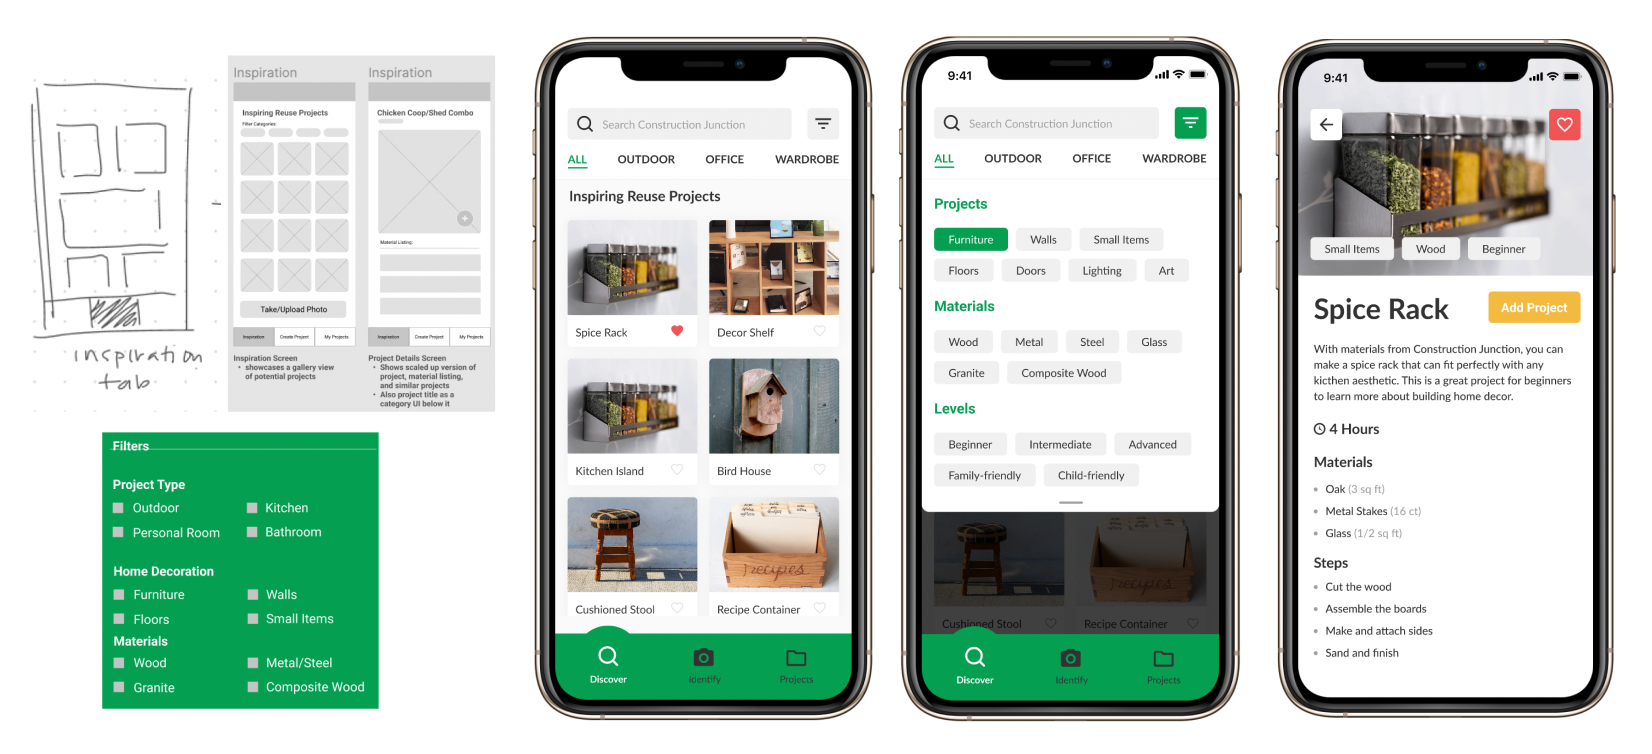 inspiration
tab
Inspiration
Inspiring Reuse Projects
Filter Categories:
Take/Upload Photo
Inspiration Create Project My Projects
Inspiration Screen
• showcases a gallery view
of potential projects
Inspiration
Chicken Coop/Shed Combo
+
Material Listing:
Inspiration Create Project My Projects
Project Details Screen
• Shows scaled up version of
project, material listing,
and similar projects
• Also project title as a
category UI below it
Filters
Project Type
Outdoor Kitchen
Personal Room Bathroom
Home Decoration
Furniture Walls
Floors Small Items
Materials
Wood Metal/Steel
Granite Composite Wood
Search Construction Junction
ALL OUTDOOR OFFICE WARDROBE
Inspiring Reuse Projects
Spice Rack Decor Shelf
Kitchen Island Bird House
recipes
Cushioned Stool Recipe Container
Discover Identify Projects
9:41
Search Construction Junction
ALL OUTDOOR OFFICE WARDROBE
Projects
Furniture Walls Small Items
Floors Doors Lighting Art
Materials
Wood Metal Steel Glass
Granite Composite Wood
Levels
Beginner Intermediate Advanced
Family-friendly Child-friendly
recipes
Cushioned Stool Recipe Container
Discover Identify Projects
9:41
Small Items Wood Beginner
Spice Rack Add Project
With materials from Construction Junction, you can
make a spice rack that can fit perfectly with any
kicthen aesthetic. This is a great project for beginners
to learn more about building home decor.
4 Hours
Materials
• Oak (3 sq ft)
• Metal Stakes (16 ct)
• Glass (1/2 sq ft)
Steps
• Cut the wood
• Assemble the boards
• Make and attach sides
• Sand and finish